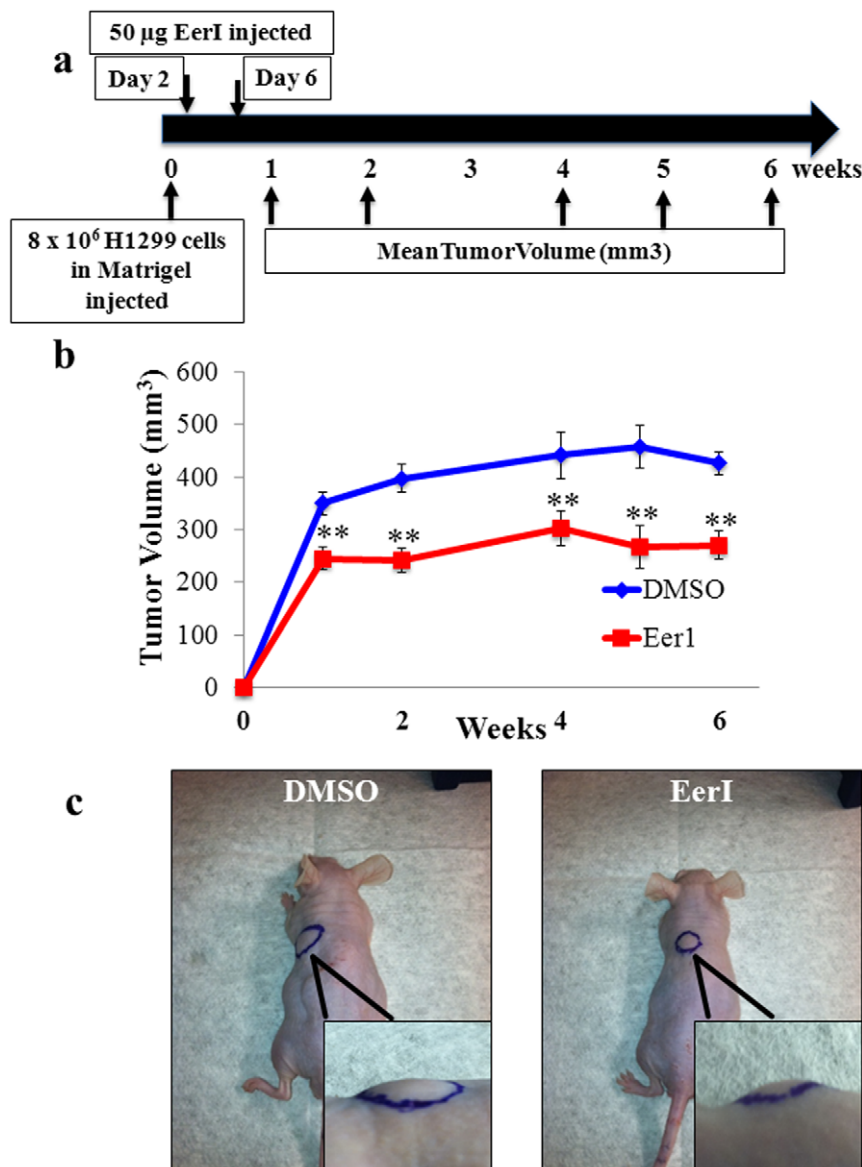 a
50 µg EerI injected
Day 2
Day 6
0 1 2 3 4 5 6 weeks
8 x 10⁶ H1299 cells
in Matrigel
injected
MeanTumorVolume (mm3)
b
Tumor Volume (mm³)
600
500
400
300
200
100
0
** ** ** ** **
DMSO
Eer1
0 2 4 6
Weeks
c
DMSO
EerI